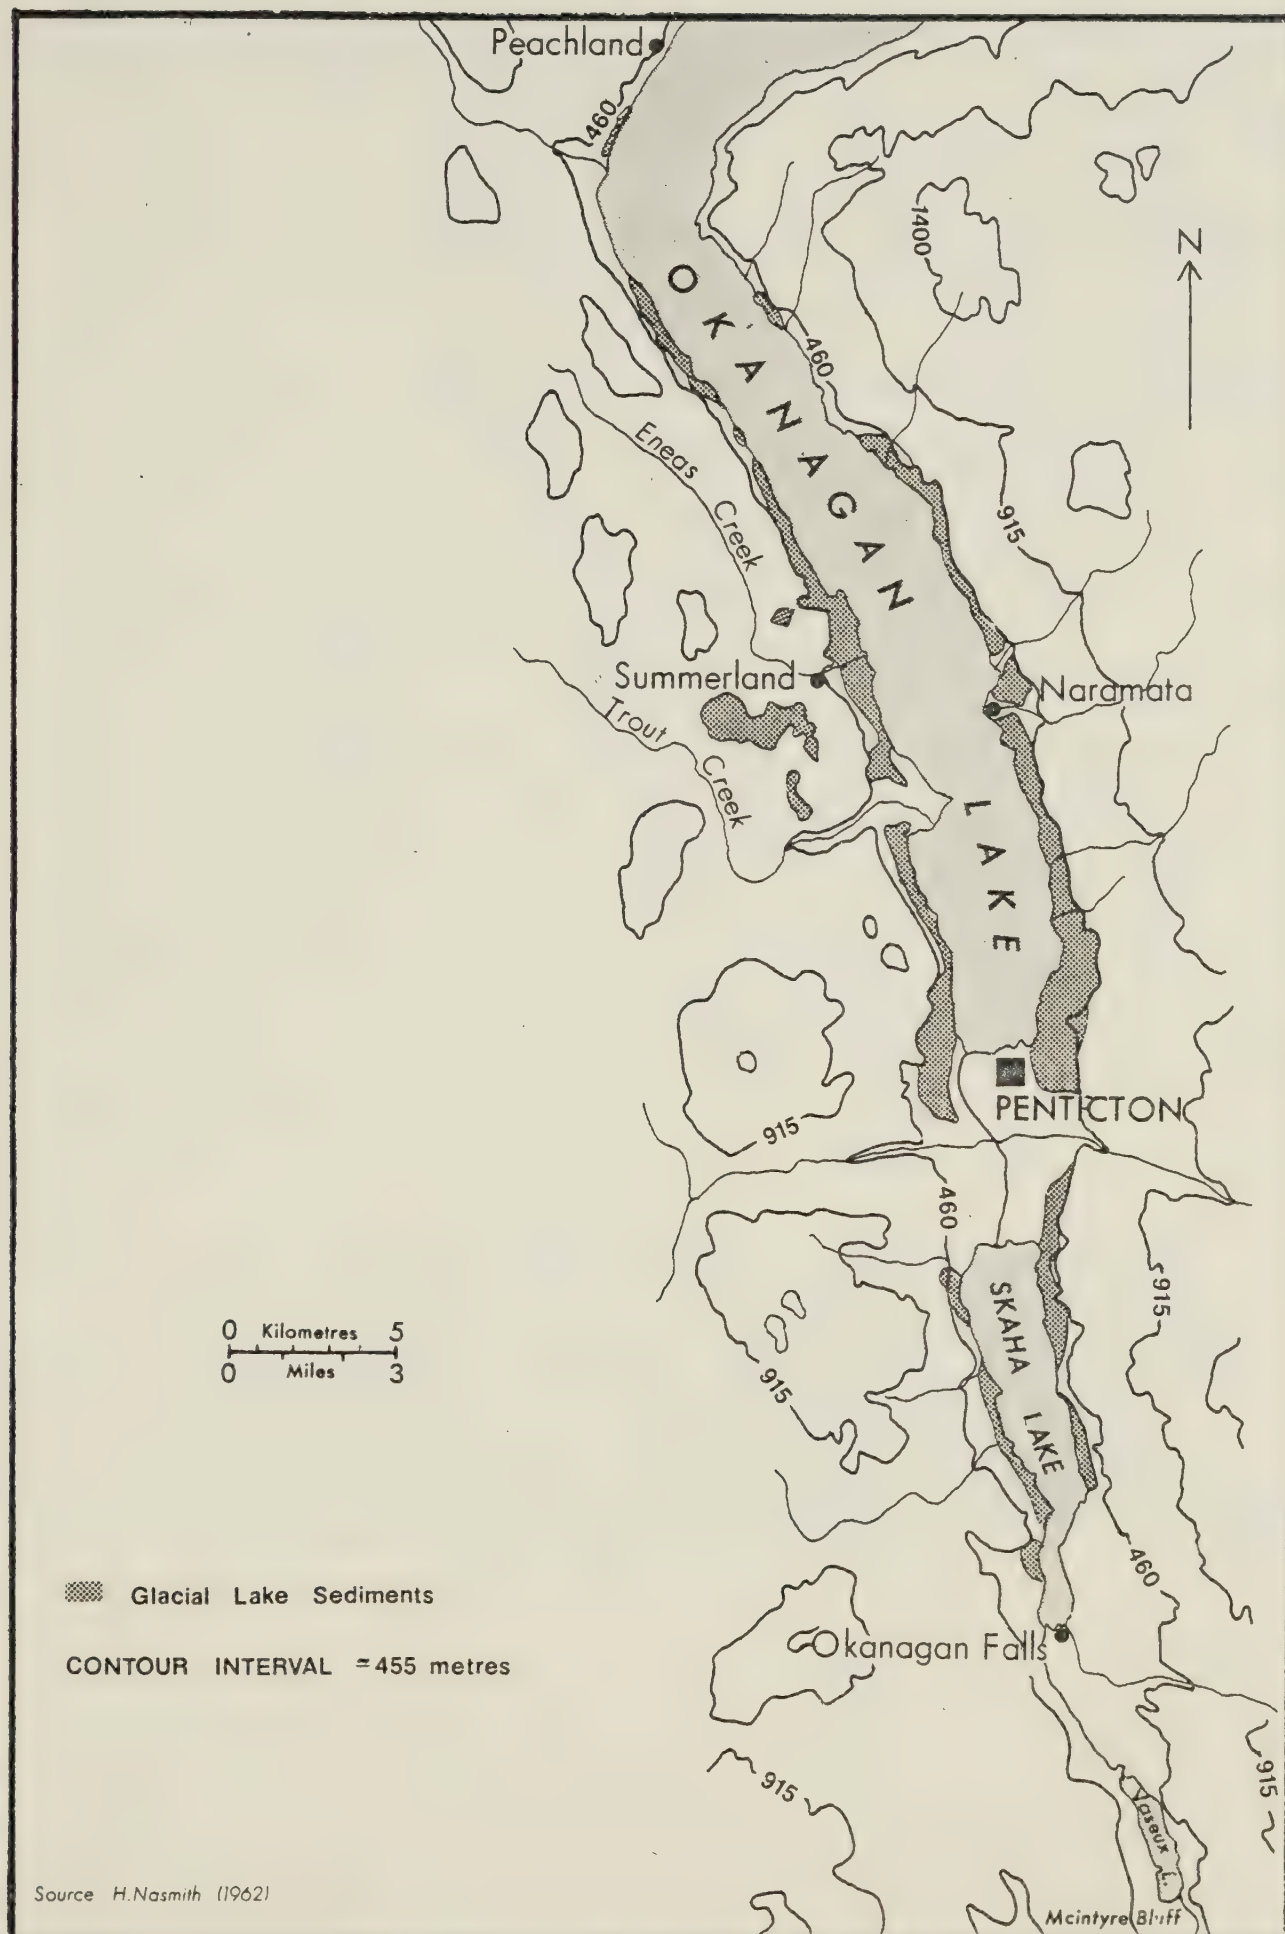 Peachland
460
1400
N
OKANAGAN LAKE
460
Eneas Creek
915
Summerland
Naramata
Trout Creek
PENTICTON
915
460
SKAHA LAKE
915
0 Kilometres 5
0 Miles 3
915
460
Glacial Lake Sediments
Okanagan Falls
CONTOUR INTERVAL ≃455 metres
915
915
Vaseux L.
Source H.Nasmith (1962)
Mcintyre Bluff